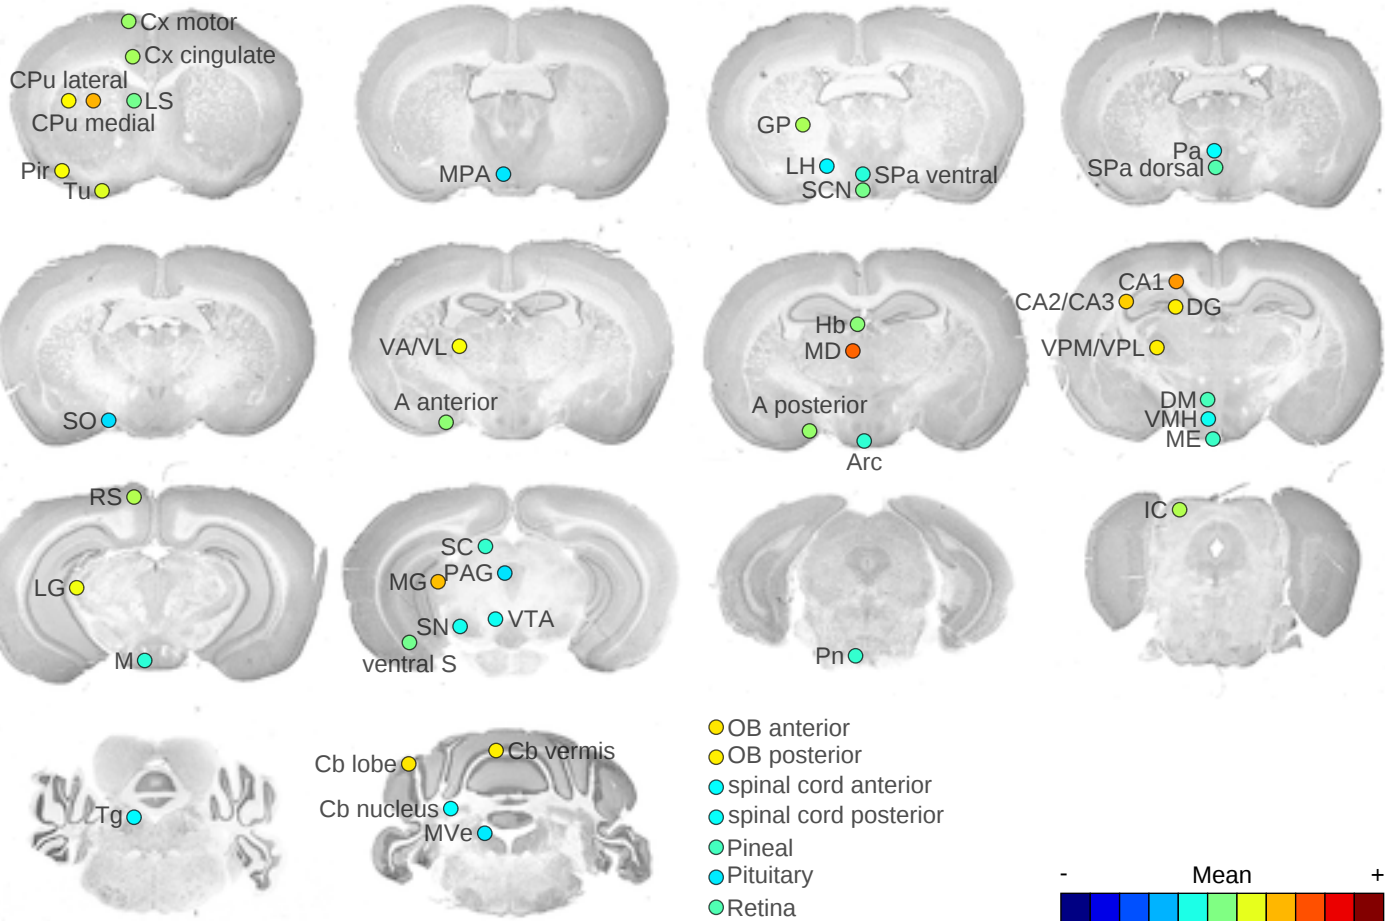 Cx motor
Cx cingulate
CPu lateral
LS
CPu medial
Pir
Tu
MPA
GP
LH
SPa ventral
SCN
Pa
SPa dorsal
SO
VA/VL
A anterior
Hb
MD
A posterior
Arc
CA1
CA2/CA3
DG
VPM/VPL
DM
VMH
ME
RS
LG
M
SC
MG
PAG
SN
VTA
ventral S
Pn
IC
Tg
Cb lobe
Cb vermis
Cb nucleus
MVe
OB anterior
OB posterior
spinal cord anterior
spinal cord posterior
Pineal
Pituitary
Retina
- Mean +